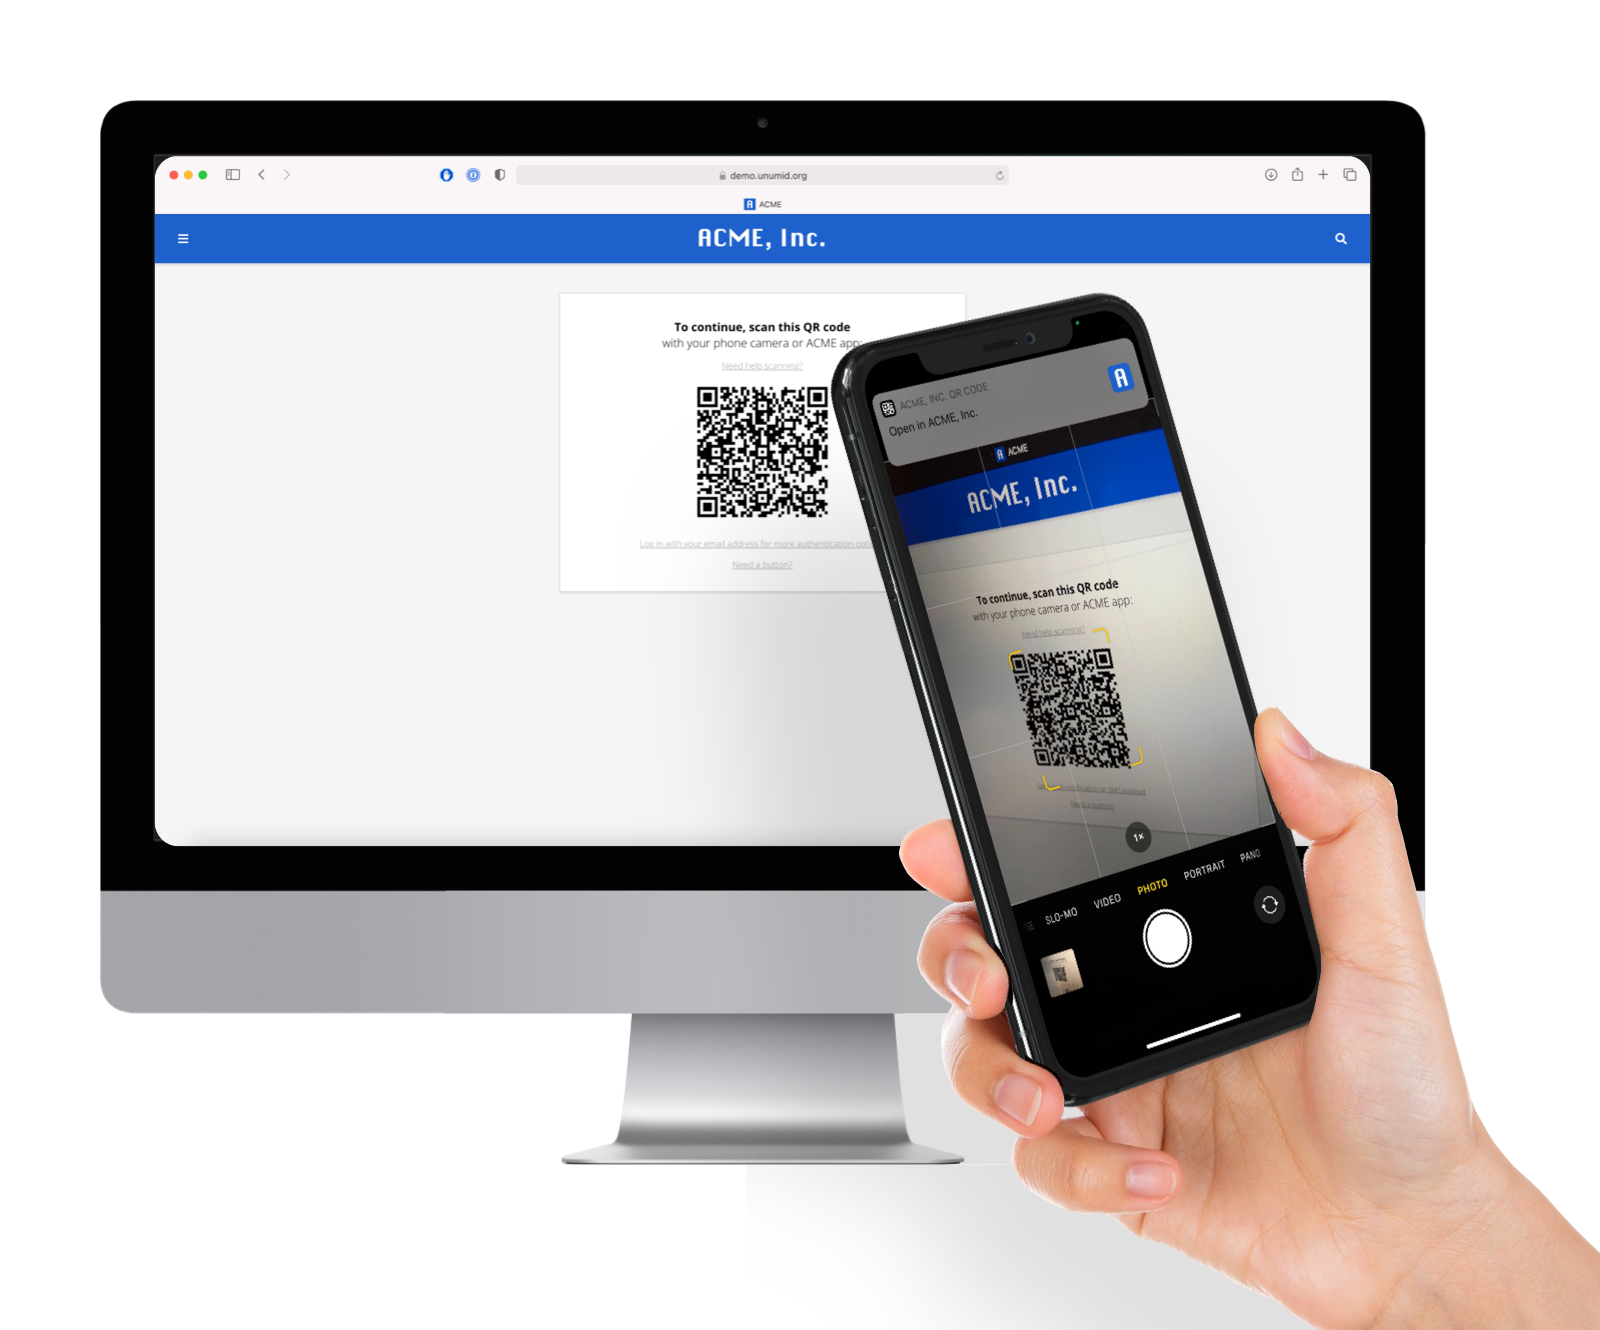 demo.unumid.org
ACME
ACME, Inc.
To continue, scan this QR code
with your phone camera or ACME app:
Need help scanning?
Log in with your email address for more authentication
Need a button?
ACME, INC. QR CODE
Open in ACME, Inc.
ACME
ACME, Inc.
To continue, scan this QR code
with your phone camera or ACME app:
Need help scanning?
notification or SMS instead
Need a button?
1×
SLO-MO VIDEO PHOTO PORTRAIT PANO